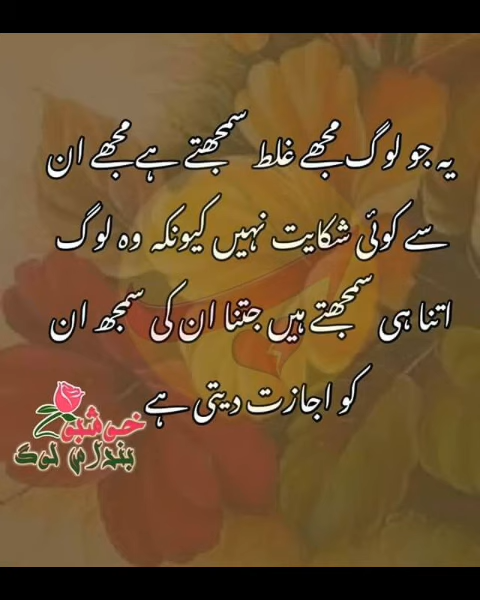 یہ جو لوگ مجھے غلط سمجھتے ہے مجھے ان
سے کوئی شکایت نہیں کیونکہ وہ لوگ
اتنا ہی سمجھتے ہیں جتنا ان کی سمجھ ان
کو اجازت دیتی ہے